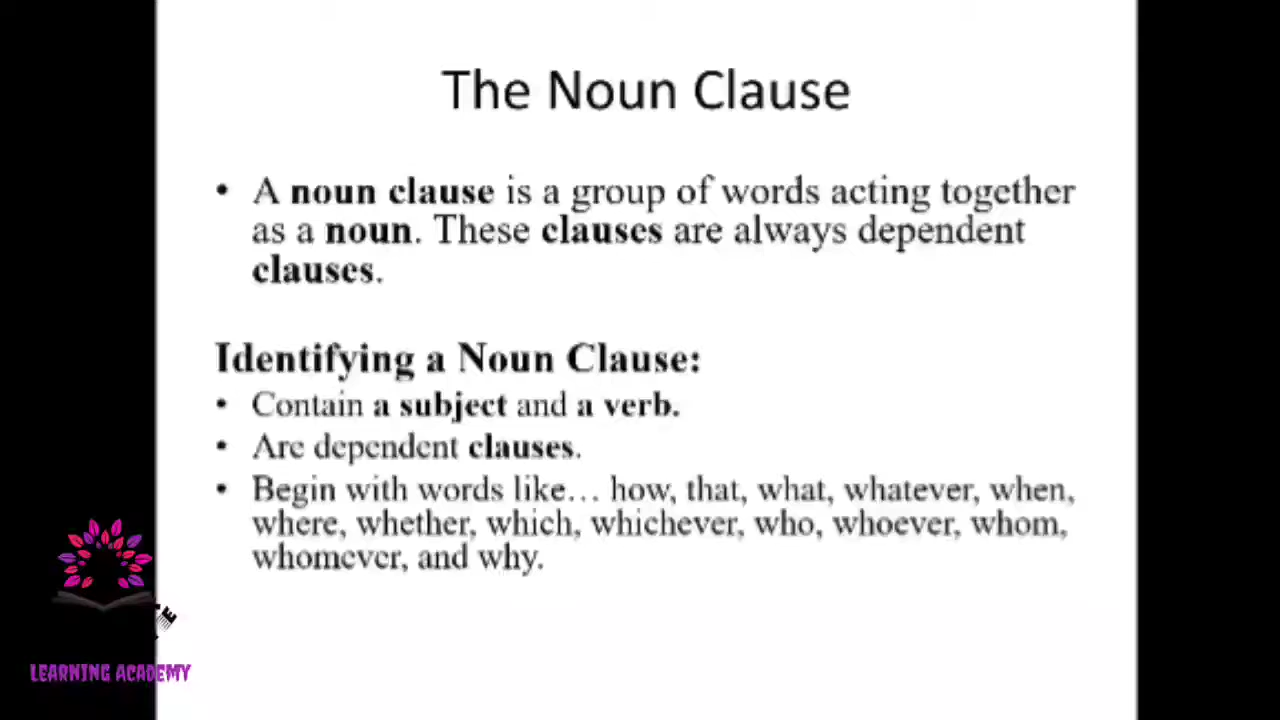 The Noun Clause
• A noun clause is a group of words acting together
as a noun. These clauses are always dependent
clauses.
Identifying a Noun Clause:
• Contain a subject and a verb.
• Are dependent clauses.
• Begin with words like… how, that, what, whatever, when,
where, whether, which, whichever, who, whoever, whom,
whomever, and why.
LEARNING ACADEMY